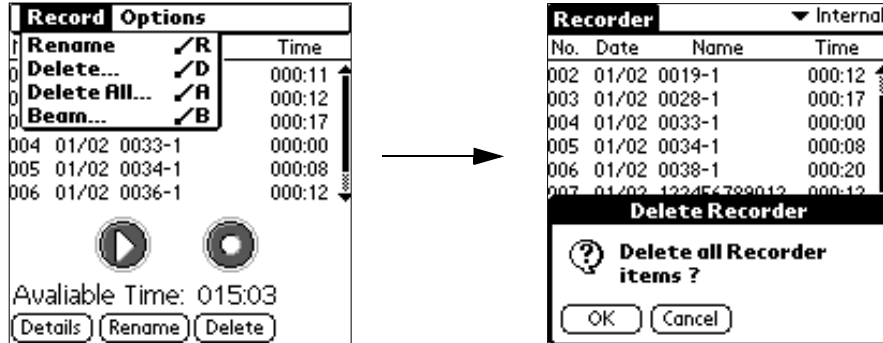 Record Options
Rename /R Time
Delete... /D 000:11
Delete All... /A 000:12
Beam... /B 000:17
004 01/02 0033-1 000:00
005 01/02 0034-1 000:08
006 01/02 0036-1 000:12
Avaliable Time: 015:03
Details Rename Delete
Recorder Internal
No. Date Name Time
002 01/02 0019-1 000:12
003 01/02 0028-1 000:17
004 01/02 0033-1 000:00
005 01/02 0034-1 000:08
006 01/02 0038-1 000:20
007 01/02
Delete Recorder
Delete all Recorder
items ?
OK Cancel